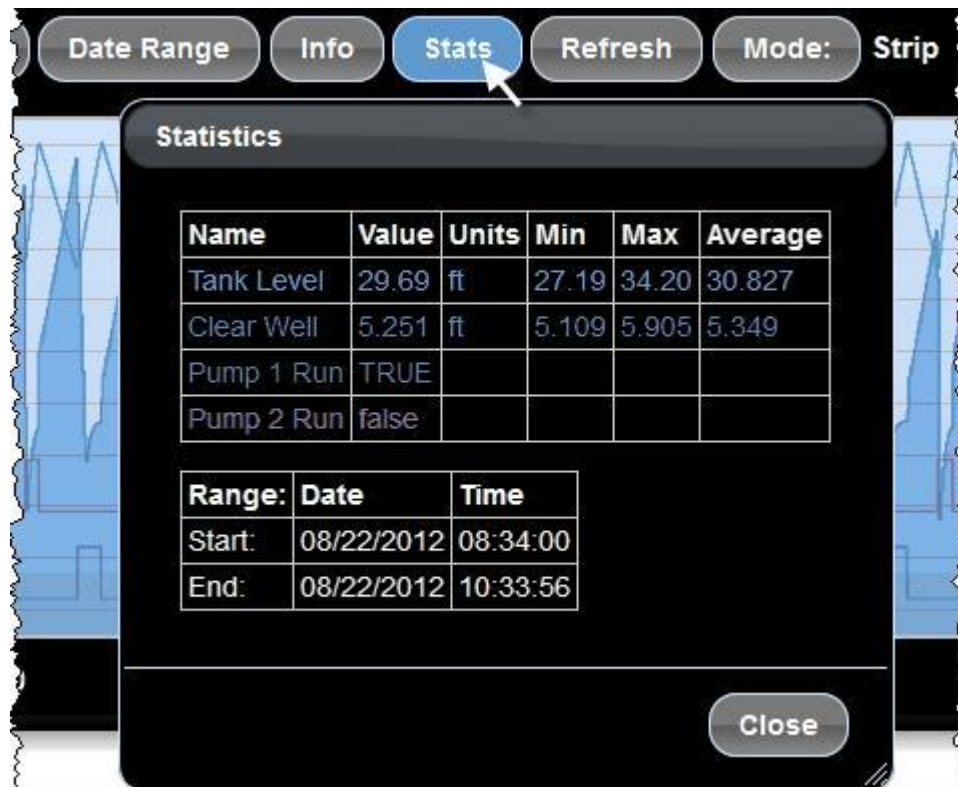 Date Range Info Stats Refresh Mode: Strip
Statistics
Name Value Units Min Max Average
Tank Level 29.69 ft 27.19 34.20 30.827
Clear Well 5.251 ft 5.109 5.905 5.349
Pump 1 Run TRUE
Pump 2 Run false
Range: Date Time
Start: 08/22/2012 08:34:00
End: 08/22/2012 10:33:56
Close